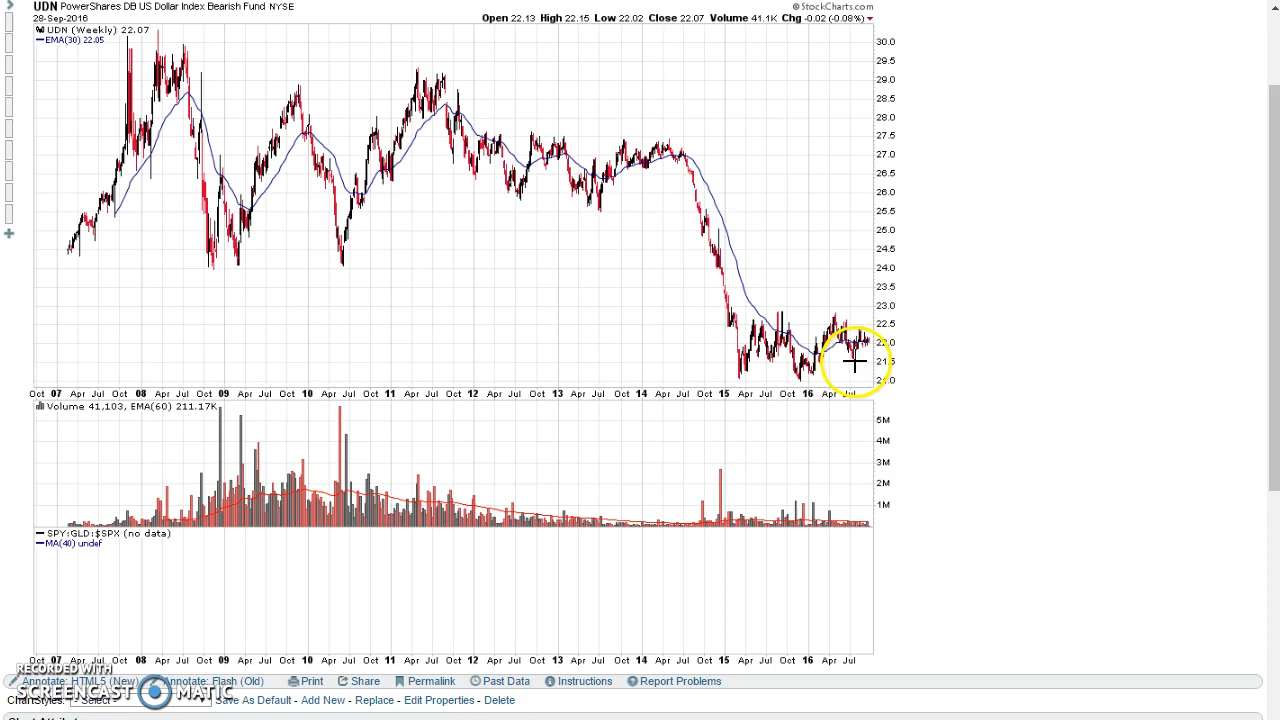 UDN PowerShares DB US Dollar Index Bearish Fund NYSE
© StockCharts.com
28-Sep-2016
Open 22.13 High 22.15 Low 22.02 Close 22.07 Volume 41.1K Chg -0.02 (-0.08%)
UDN (Weekly) 22.07
EMA(30) 22.05
30.0
29.5
29.0
28.5
28.0
27.5
27.0
26.5
26.0
25.5
25.0
24.5
24.0
23.5
23.0
22.5
22.0
21.5
21.0
Oct 07 Apr Jul Oct 08 Apr Jul Oct 09 Apr Jul Oct 10 Apr Jul Oct 11 Apr Jul Oct 12 Apr Jul Oct 13 Apr Jul Oct 14 Apr Jul Oct 15 Apr Jul Oct 16 Apr Jul
Volume 41,103, EMA(60) 211.17K
5M
4M
3M
2M
1M
SPY:GLD:$SPX (no data)
MA(40) undef
Oct 07 Apr Jul Oct 08 Apr Jul Oct 09 Apr Jul Oct 10 Apr Jul Oct 11 Apr Jul Oct 12 Apr Jul Oct 13 Apr Jul Oct 14 Apr Jul Oct 15 Apr Jul Oct 16 Apr Jul
RECORDED WITH
SCREENCAST MATIC
Annotate: HTML5 (New) Annotate: Flash (Old) Print Share Permalink Past Data Instructions Report Problems
ChartStyles: - Select - Save As Default - Add New - Replace - Edit Properties - Delete